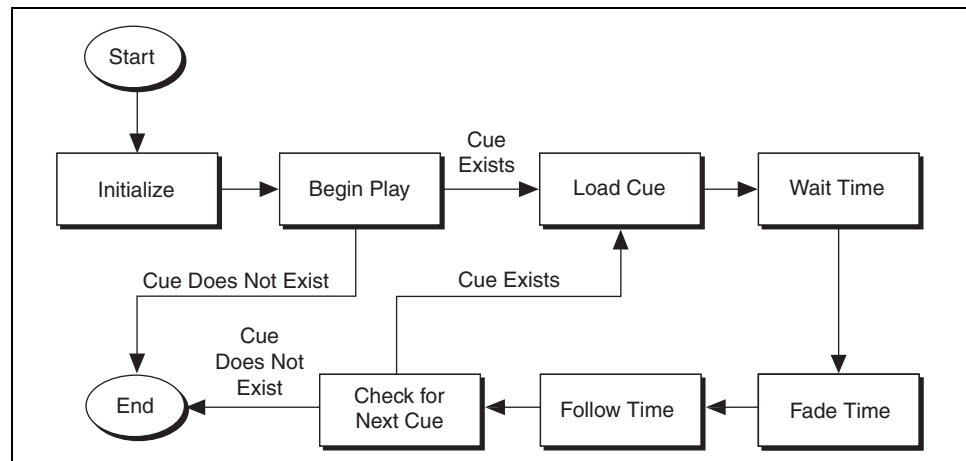 Start
Cue
Exists
Initialize
Begin Play
Load Cue
Wait Time
Cue Does Not Exist
Cue Exists
Cue
Does Not
Exist
End
Check for
Next Cue
Follow Time
Fade Time